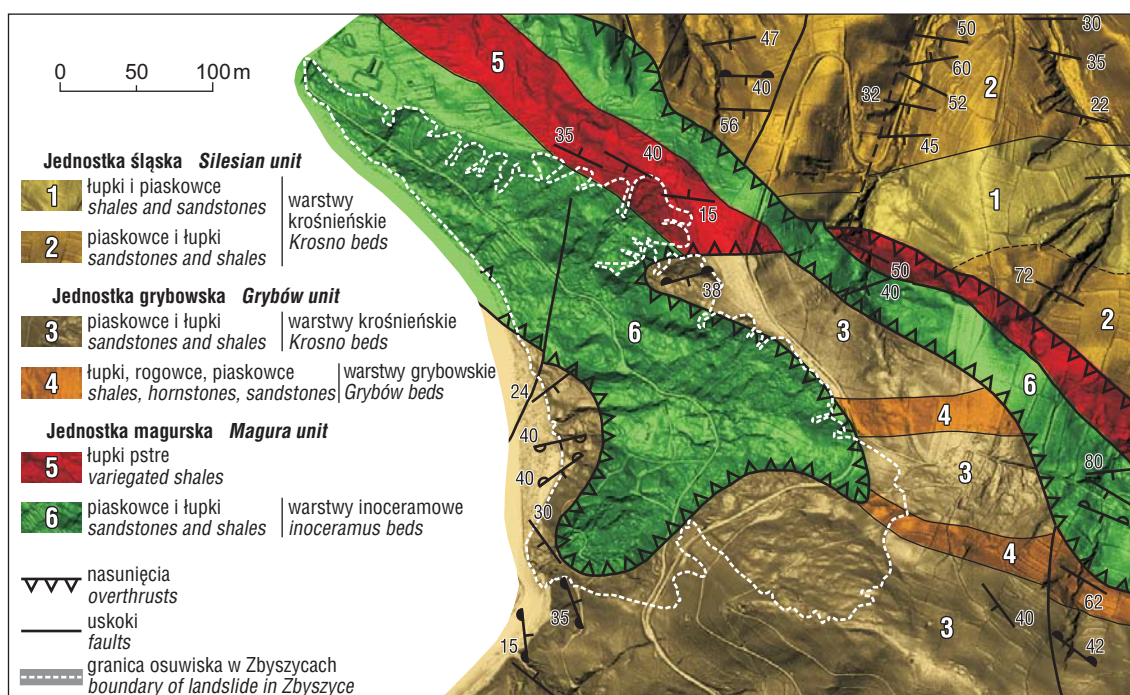 0 50 100 m
Jednostka śląska Silesian unit
1 łupki i piaskowce
shales and sandstones
2 piaskowce i łupki
sandstones and shales
warstwy
krośnieńskie
Krosno beds
Jednostka grybowska Grybów unit
3 piaskowce i łupki
sandstones and shales
warstwy krośnieńskie
Krosno beds
4 łupki, rogowce, piaskowce
shales, hornstones, sandstones
warstwy grybowskie
Grybów beds
Jednostka magurska Magura unit
5 łupki pstre
variegated shales
6 piaskowce i łupki
sandstones and shales
warstwy inoceramowe
inoceramus beds
nasunięcia
overthrusts
uskoki
faults
granica osuwiska w Zbyszycach
boundary of landslide in Zbyszyce
47
50
30
5
60
35
40
2
32
52
22
56
45
35
40
1
15
50
72
38
40
2
6
3
6
24
4
40
3
80
40
30
4
62
35
40
15
3
42